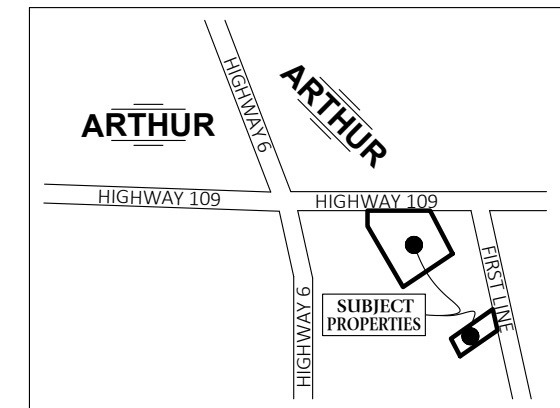 HIGHWAY 6
ARTHUR
ARTHUR
HIGHWAY 109
HIGHWAY 109
FIRST LINE
HIGHWAY 6
SUBJECT
PROPERTIES